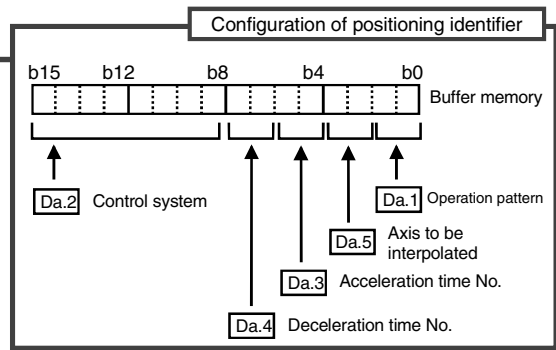 Configuration of positioning identifier
b15 b12 b8 b4 b0
Buffer memory
Da.2 Control system
Da.1 Operation pattern
Da.5 Axis to be
interpolated
Da.3 Acceleration time No.
Da.4 Deceleration time No.